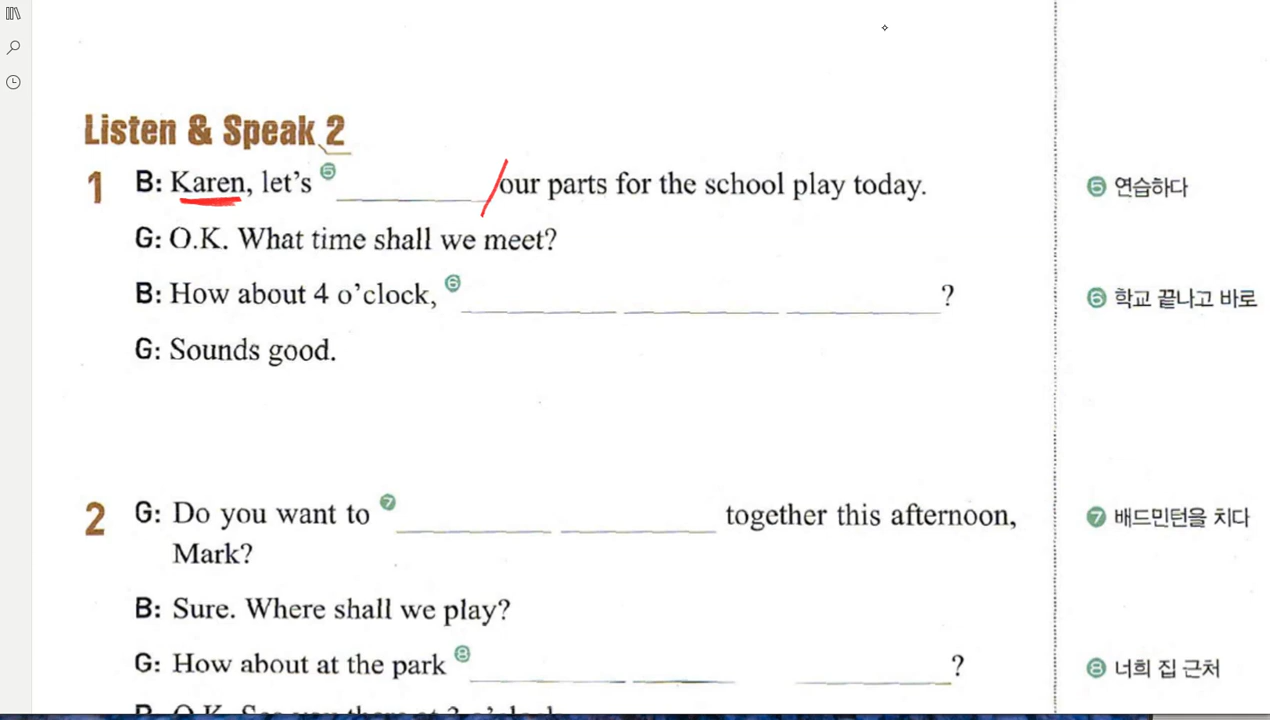 Listen & Speak 2
1 B: Karen, let's ⑤ ________ our parts for the school play today. ⑤ 연습하다
G: O.K. What time shall we meet?
B: How about 4 o'clock, ⑥ ________ ________ ________? ⑥ 학교 끝나고 바로
G: Sounds good.
2 G: Do you want to ⑦ ________ ________ together this afternoon, ⑦ 배드민턴을 치다
Mark?
B: Sure. Where shall we play?
G: How about at the park ⑧ ________ ________ ________? ⑧ 너희 집 근처